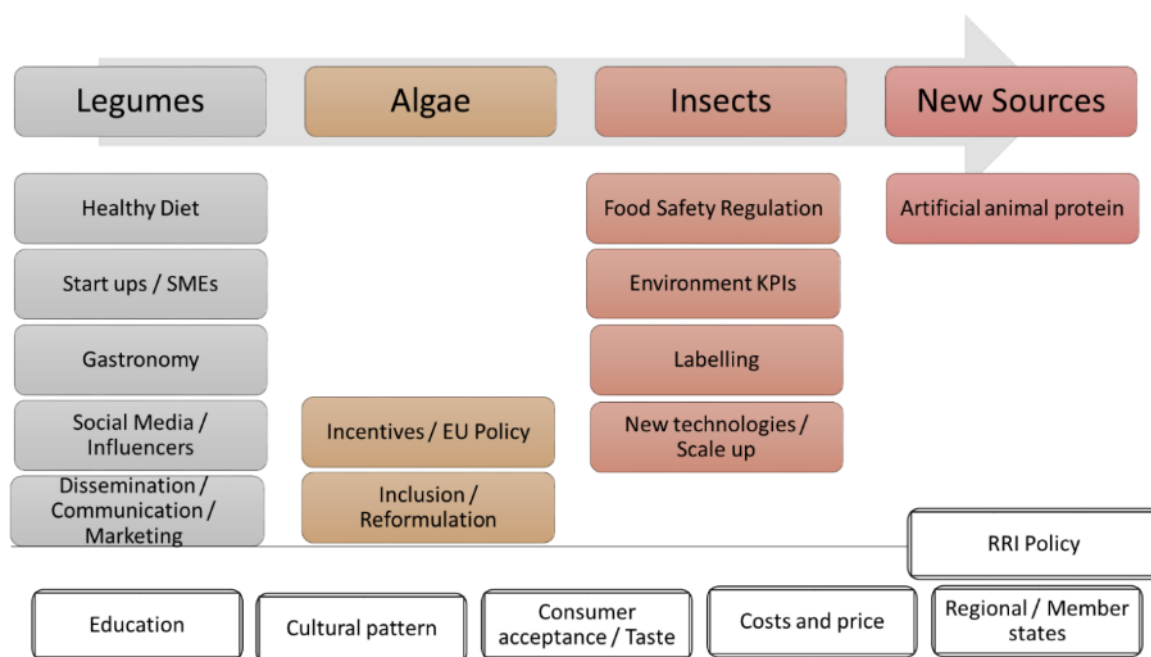 Legumes
Algae
Insects
New Sources
Healthy Diet
Food Safety Regulation
Artificial animal protein
Start ups / SMEs
Environment KPIs
Gastronomy
Labelling
Social Media /
Influencers
Incentives / EU Policy
New technologies /
Scale up
Dissemination /
Communication /
Marketing
Inclusion /
Reformulation
RRI Policy
Education
Cultural pattern
Consumer
acceptance / Taste
Costs and price
Regional / Member
states